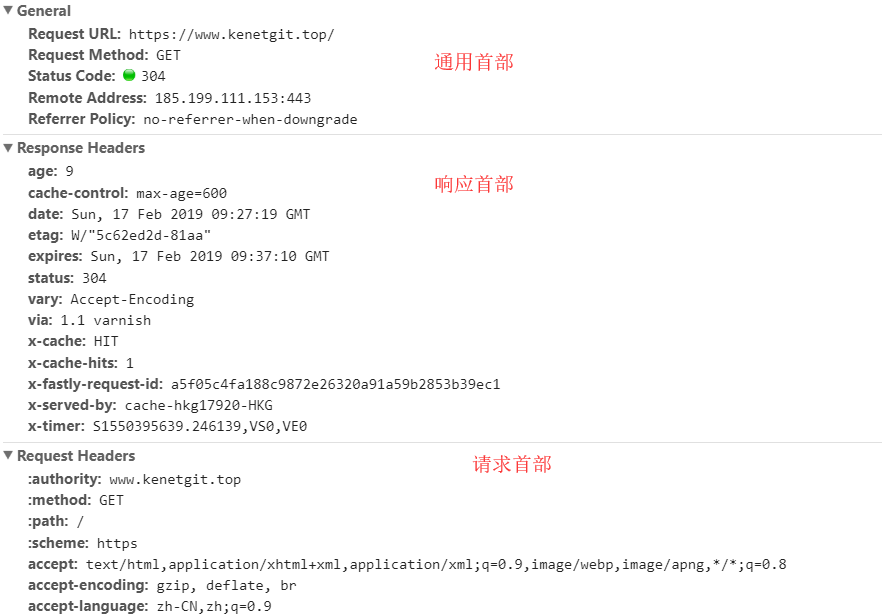 General
Request URL: https://www.kenetgit.top/
Request Method: GET
通用首部
Status Code: 304
Remote Address: 185.199.111.153:443
Referrer Policy: no-referrer-when-downgrade
Response Headers
age: 9
响应首部
cache-control: max-age=600
date: Sun, 17 Feb 2019 09:27:19 GMT
etag: W/"5c62ed2d-81aa"
expires: Sun, 17 Feb 2019 09:37:10 GMT
status: 304
vary: Accept-Encoding
via: 1.1 varnish
x-cache: HIT
x-cache-hits: 1
x-fastly-request-id: a5f05c4fa188c9872e26320a91a59b2853b39ec1
x-served-by: cache-hkg17920-HKG
x-timer: S1550395639.246139,VS0,VE0
Request Headers
请求首部
:authority: www.kenetgit.top
:method: GET
:path: /
:scheme: https
accept: text/html,application/xhtml+xml,application/xml;q=0.9,image/webp,image/apng,*/*;q=0.8
accept-encoding: gzip, deflate, br
accept-language: zh-CN,zh;q=0.9